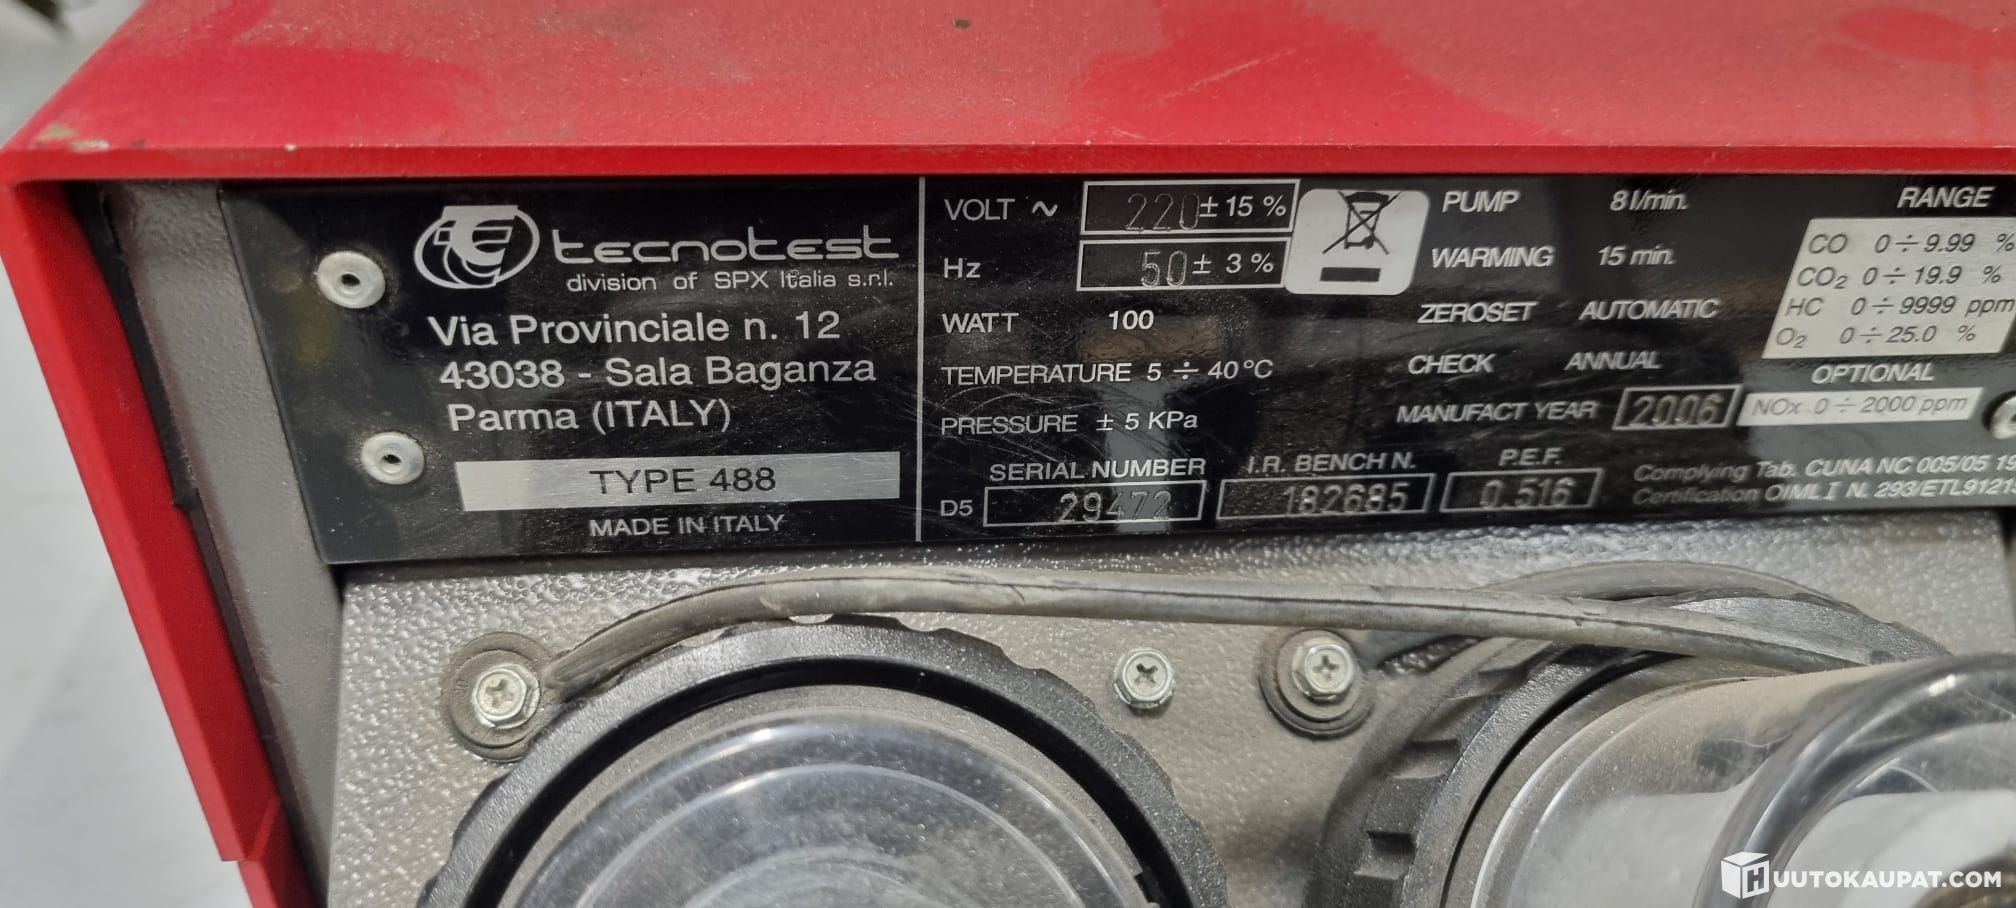 tecnotest
division of SPX Italia s.r.l.
Via Provinciale n. 12
43038 - Sala Baganza
Parma (ITALY)
TYPE 488
MADE IN ITALY
VOLT ~ 220 ± 15 %
Hz 50 ± 3 %
WATT 100
TEMPERATURE 5 ÷ 40 °C
PRESSURE ± 5 KPa
SERIAL NUMBER
D5 29472
I.R. BENCH N.
182685
P.E.F.
0.516
PUMP 8 l/min.
WARMING 15 min.
ZEROSET AUTOMATIC
CHECK ANNUAL
MANUFACT YEAR 2006
RANGE
CO 0÷9.99 %
CO2 0÷19.9 %
HC 0÷9999 ppm
O2 0÷25.0 %
OPTIONAL
NOx 0÷2000 ppm
Complying Tab. CUNA NC 005/05
Certification OIML I N.
HUUTOKAUPAT.COM